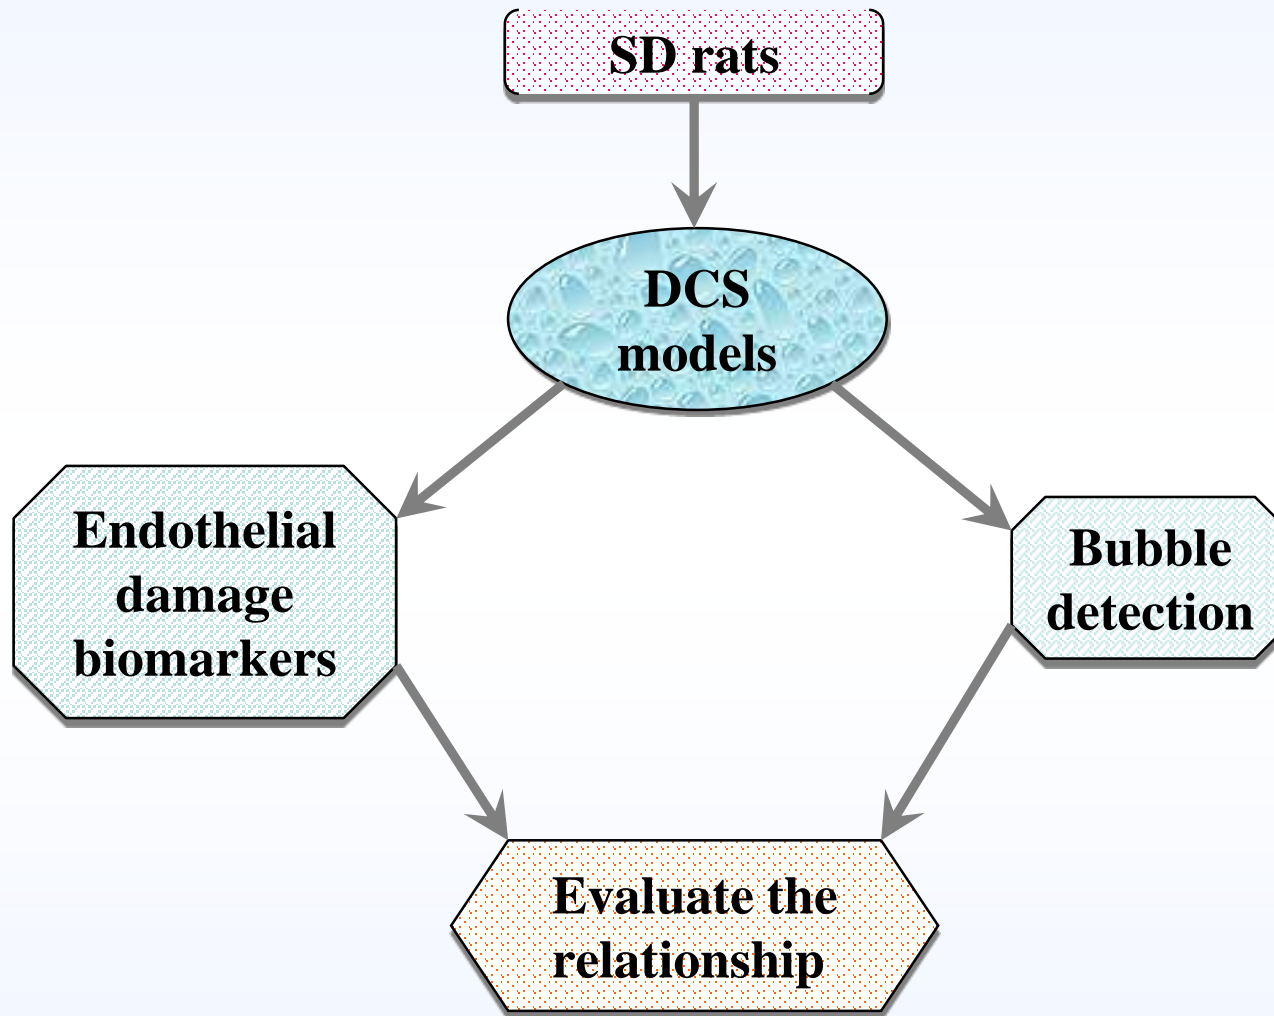 SD rats
DCS
models
Endothelial
damage
biomarkers
Bubble
detection
Evaluate the
relationship